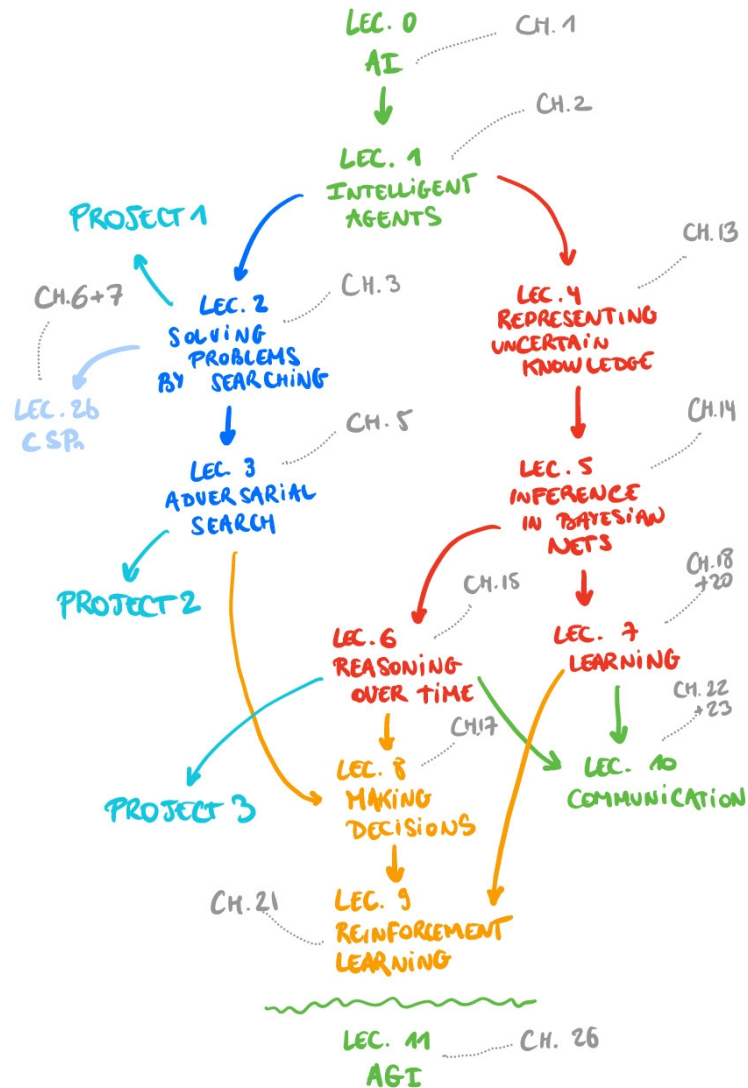 LEC. 0
AI
CH. 1
CH. 2
LEC. 1
INTELLIGENT
AGENTS
PROJECT 1
CH. 13
CH. 6+7
CH. 3
LEC. 2
SOLVING
PROBLEMS
BY SEARCHING
LEC. 4
REPRESENTING
UNCERTAIN
KNOWLEDGE
LEC. 2b
CSPs
CH. 5
CH. 14
LEC. 3
ADVERSARIAL
SEARCH
LEC. 5
INFERENCE
IN BAYESIAN
NETS
PROJECT 2
CH. 15
CH. 18
+20
LEC. 6
REASONING
OVER TIME
LEC. 7
LEARNING
CH. 22
+23
CH. 17
LEC. 8
MAKING
DECISIONS
LEC. 10
COMMUNICATION
PROJECT 3
CH. 21
LEC. 9
REINFORCEMENT
LEARNING
LEC. 11
AGI
CH. 26